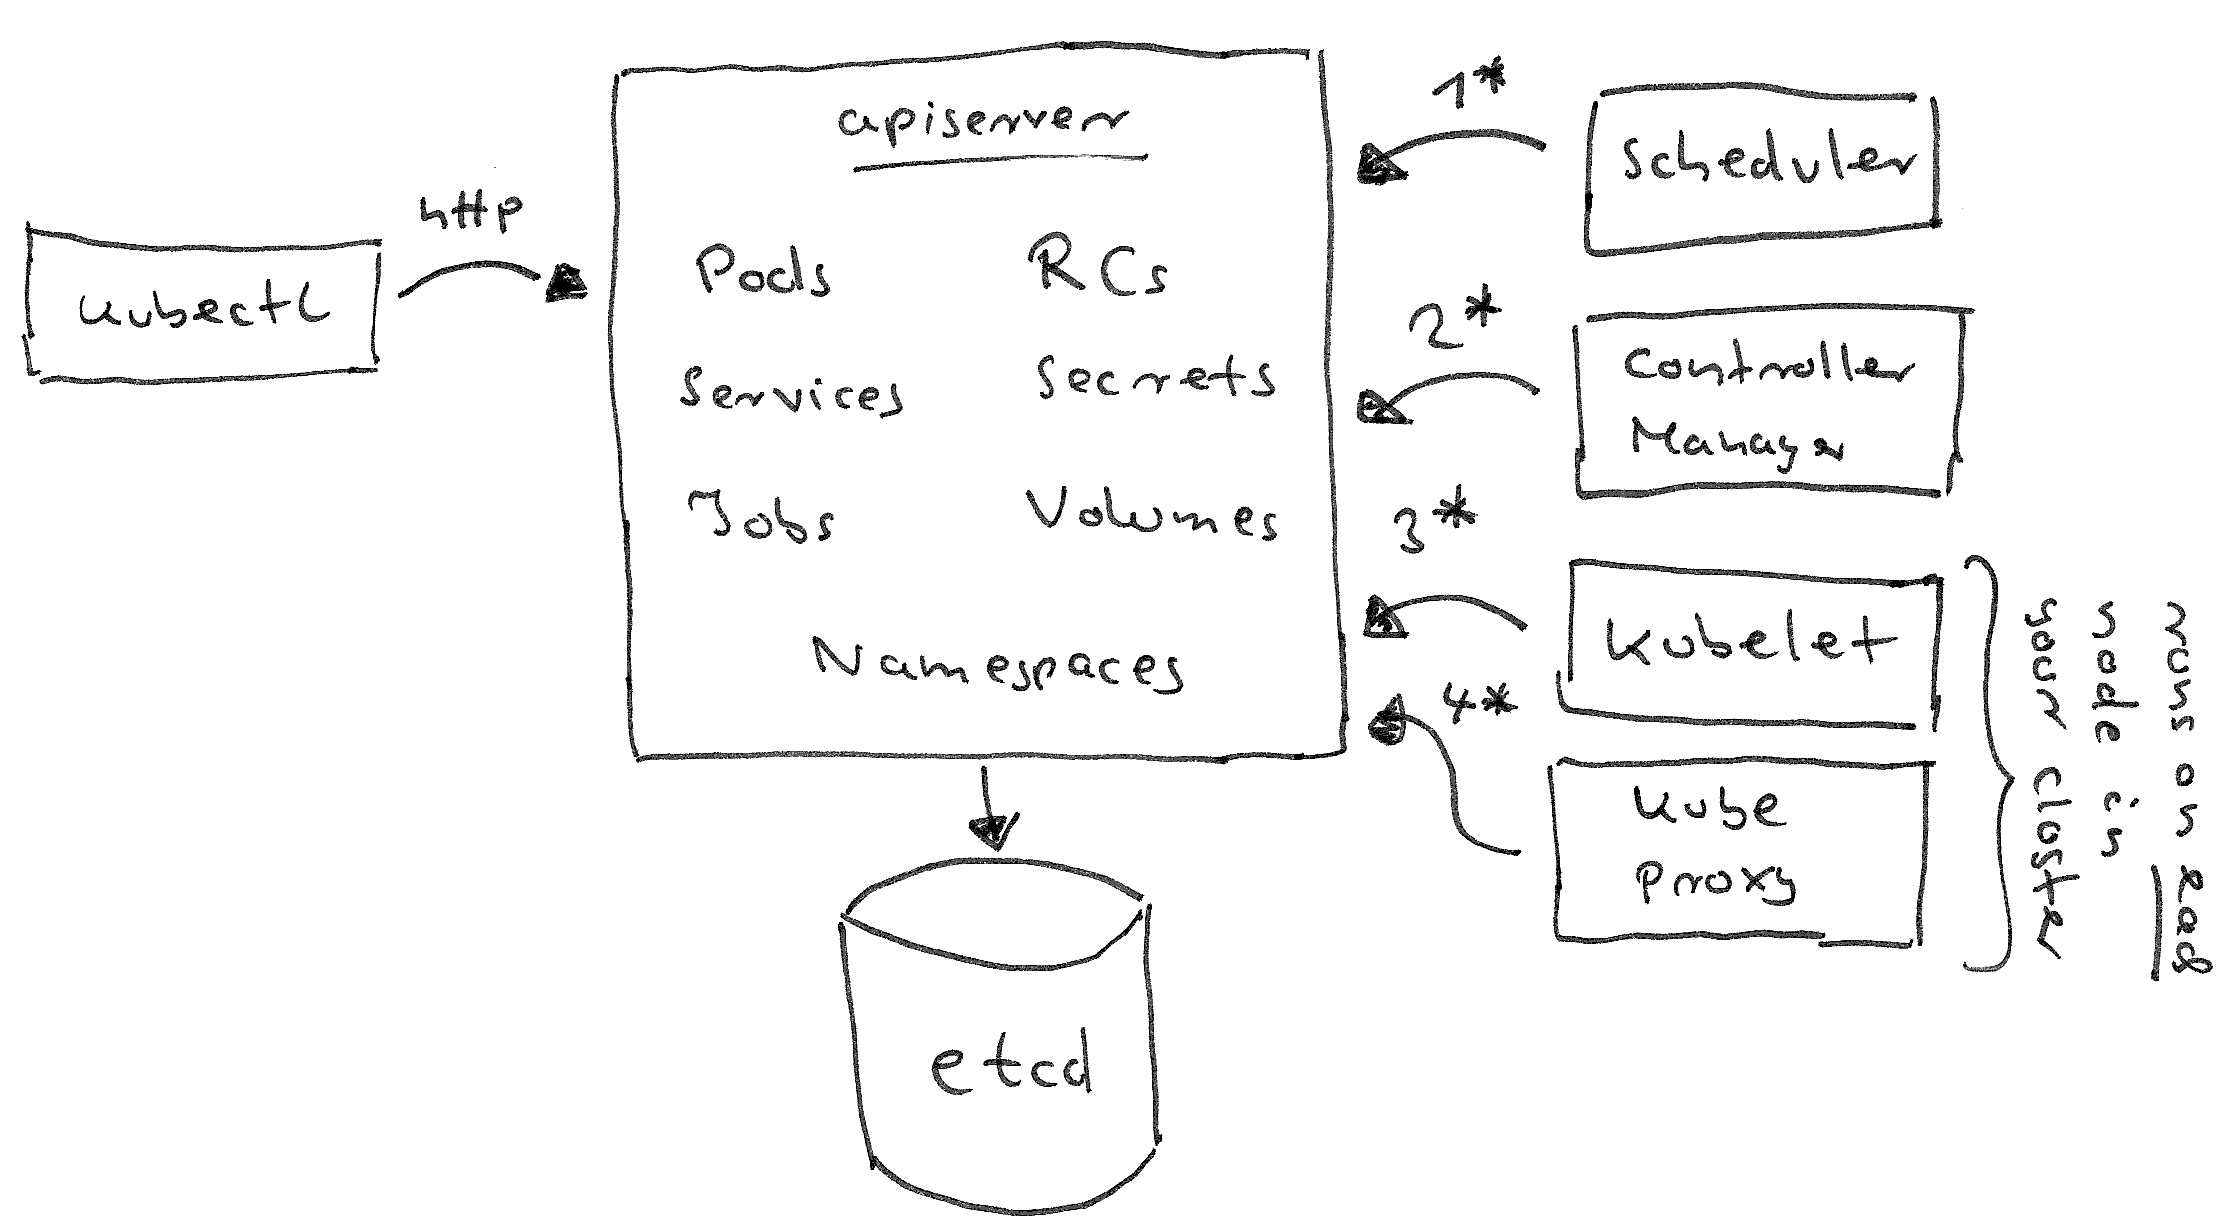 apiserver
Pods
RCs
Services
Secrets
Jobs
Volumes
Namespaces
kubectl
http
etcd
1*
Scheduler
2*
Controller
Manager
3*
Kubelet
4*
Kube
Proxy
runs on each
node in
your cluster